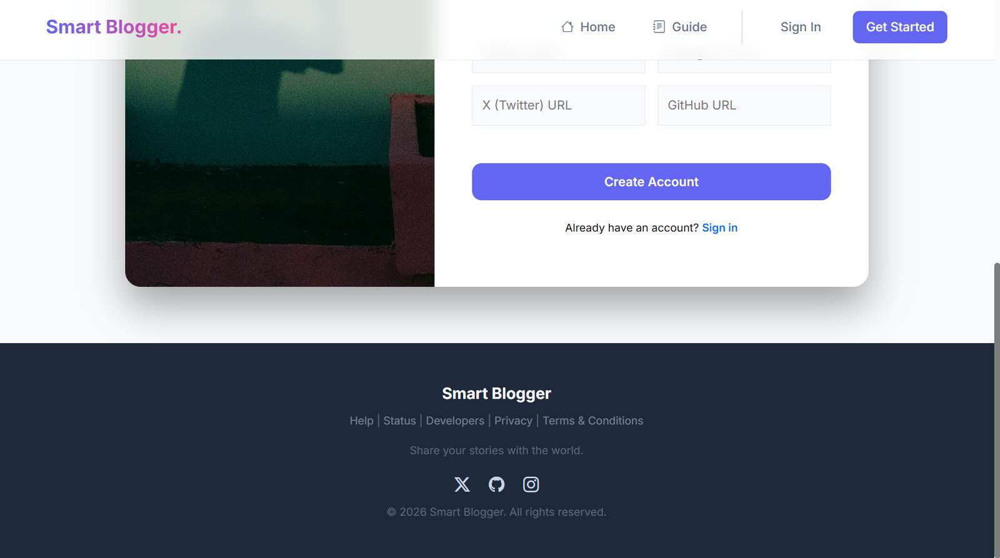 Smart Blogger.
Home
Guide
Sign In
Get Started
X (Twitter) URL
GitHub URL
Create Account
Already have an account? Sign in
Smart Blogger
Help | Status | Developers | Privacy | Terms & Conditions
Share your stories with the world.
© 2026 Smart Blogger. All rights reserved.